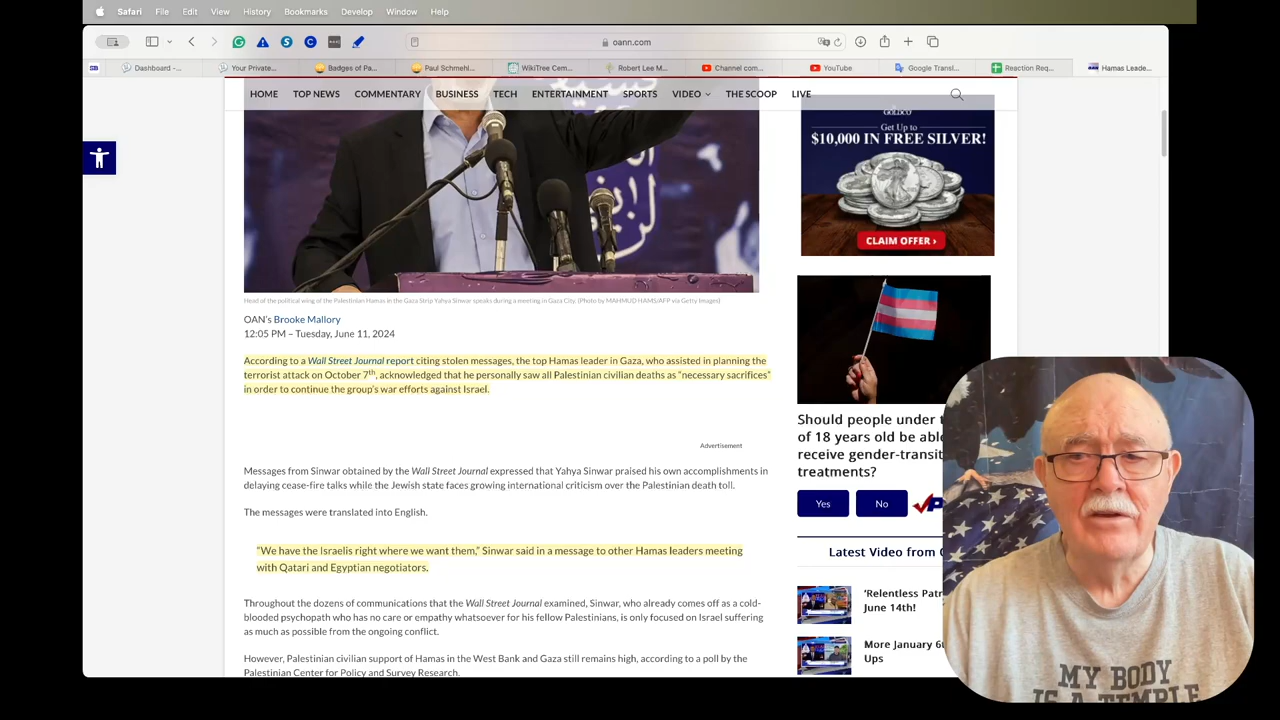 Safari File Edit View History Bookmarks Develop Window Help
oann.com
Dashboard -... Your Private... Badges of Pa... Paul Schmehl... WikiTree Cem... Robert Lee M... Channel com... YouTube Google Transl... Reaction Req... Hamas Leade...
HOME TOP NEWS COMMENTARY BUSINESS TECH ENTERTAINMENT SPORTS VIDEO THE SCOOP LIVE
GOLDCO
Get Up to
$10,000 IN FREE SILVER!
CLAIM OFFER ›
Head of the political wing of the Palestinian Hamas in the Gaza Strip Yahya Sinwar speaks during a meeting in Gaza City. (Photo by MAHMUD HAMS/AFP via Getty Images)
OAN's Brooke Mallory
12:05 PM – Tuesday, June 11, 2024
According to a Wall Street Journal report citing stolen messages, the top Hamas leader in Gaza, who assisted in planning the
terrorist attack on October 7th, acknowledged that he personally saw all Palestinian civilian deaths as "necessary sacrifices"
in order to continue the group's war efforts against Israel.
Advertisement
Messages from Sinwar obtained by the Wall Street Journal expressed that Yahya Sinwar praised his own accomplishments in
delaying cease-fire talks while the Jewish state faces growing international criticism over the Palestinian death toll.
The messages were translated into English.
"We have the Israelis right where we want them," Sinwar said in a message to other Hamas leaders meeting
with Qatari and Egyptian negotiators.
Throughout the dozens of communications that the Wall Street Journal examined, Sinwar, who already comes off as a cold-
blooded psychopath who has no care or empathy whatsoever for his fellow Palestinians, is only focused on Israel suffering
as much as possible from the ongoing conflict.
However, Palestinian civilian support of Hamas in the West Bank and Gaza still remains high, according to a poll by the
Palestinian Center for Policy and Survey Research.
Should people under
of 18 years old be
receive gender-transit
treatments?
Yes No
Latest Video from
'Relentless
June 14th!
More January
Ups
MY BODY
IS A TEMPLE